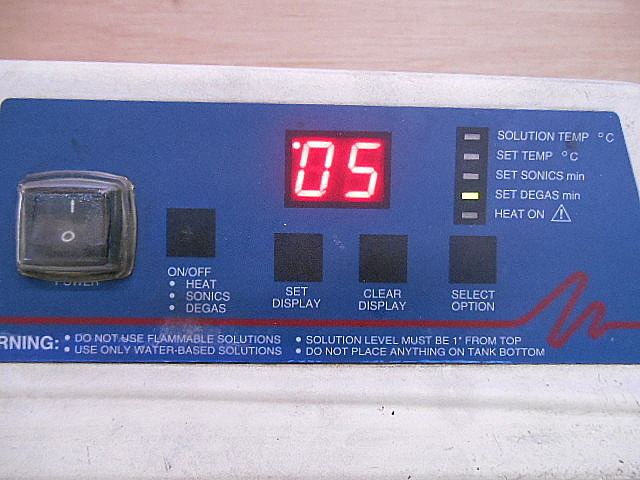 05
SOLUTION TEMP °C
SET TEMP °C
SET SONICS min
SET DEGAS min
HEAT ON
I
O
POWER
ON/OFF
• HEAT
• SONICS
• DEGAS
SET
DISPLAY
CLEAR
DISPLAY
SELECT
OPTION
ARNING: • DO NOT USE FLAMMABLE SOLUTIONS • SOLUTION LEVEL MUST BE 1" FROM TOP
• USE ONLY WATER-BASED SOLUTIONS • DO NOT PLACE ANYTHING ON TANK BOTTOM